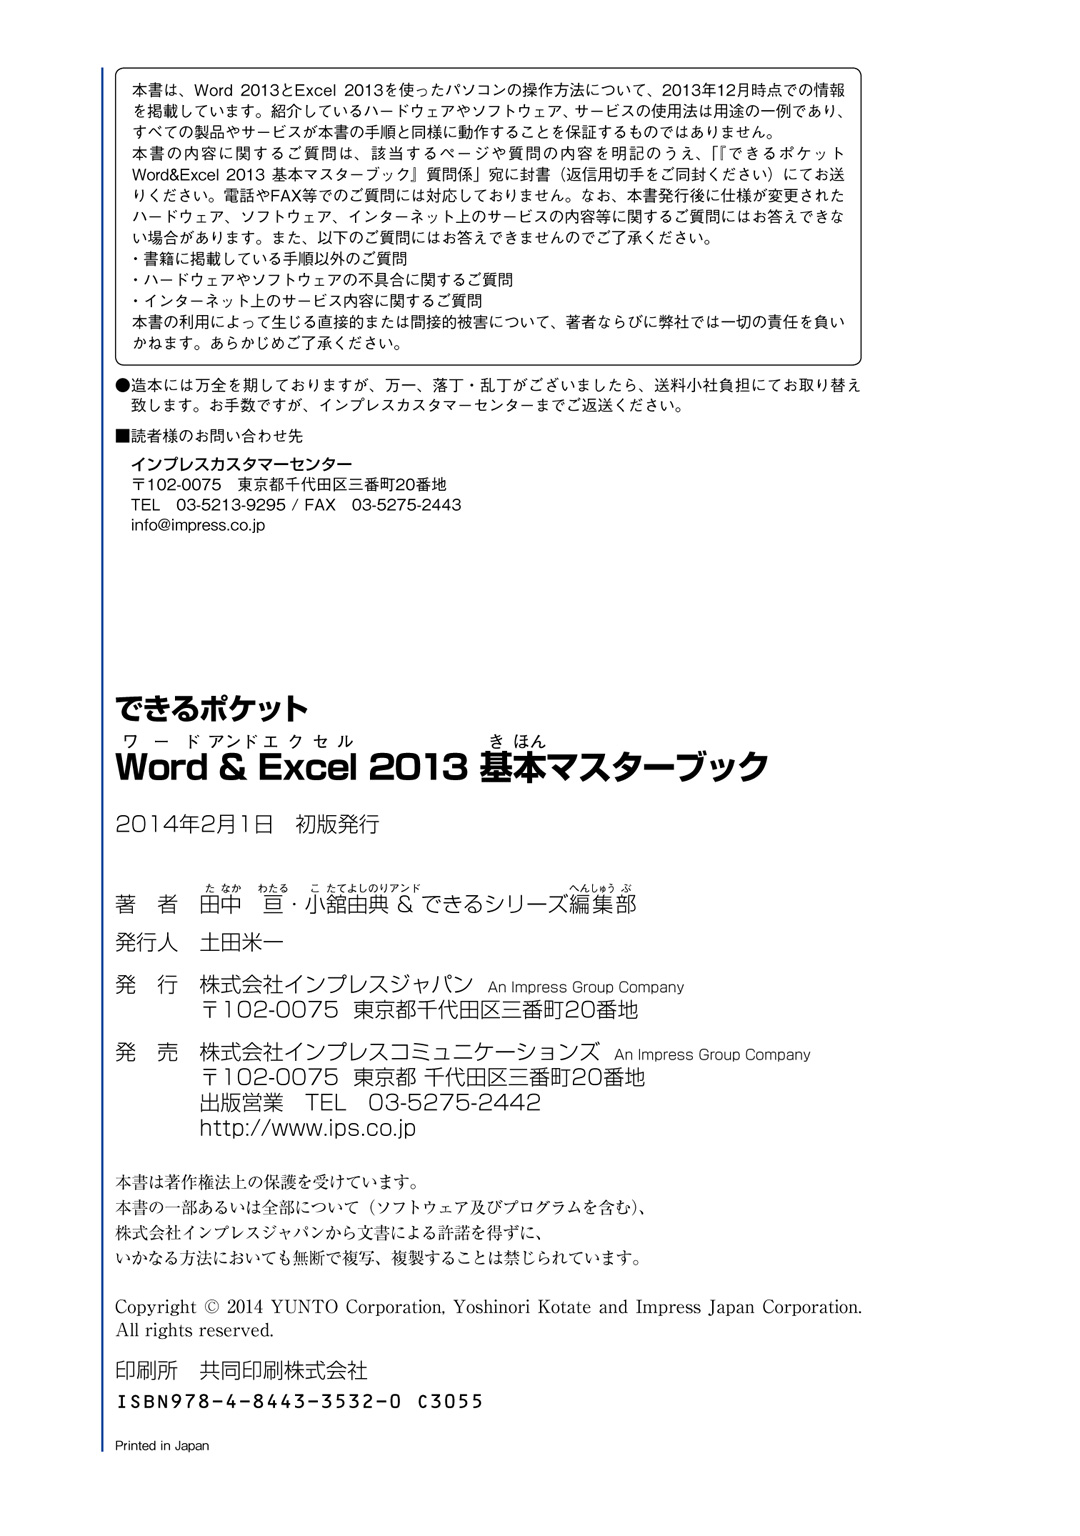 本書は、Word 2013とExcel 2013を使ったパソコンの操作方法について、2013年12月時点での情報
を掲載しています。紹介しているハードウェアやソフトウェア、サービスの使用法は用途の一例であり、
すべての製品やサービスが本書の手順と同様に動作することを保証するものではありません。
本書の内容に関するご質問は、該当するページや質問の内容を明記のうえ、「『できるポケット
Word&Excel 2013 基本マスターブック』質問係」宛に封書（返信用切手をご同封ください）にてお送
りください。電話やFAX等でのご質問には対応しておりません。なお、本書発行後に仕様が変更された
ハードウェア、ソフトウェア、インターネット上のサービスの内容等に関するご質問にはお答えできな
い場合があります。また、以下のご質問にはお答えできませんのでご了承ください。
・書籍に掲載している手順以外のご質問
・ハードウェアやソフトウェアの不具合に関するご質問
・インターネット上のサービス内容に関するご質問
本書の利用によって生じる直接的または間接的被害について、著者ならびに弊社では一切の責任を負い
かねます。あらかじめご了承ください。
●造本には万全を期しておりますが、万一、落丁・乱丁がございましたら、送料小社負担にてお取り替え
致します。お手数ですが、インプレスカスタマーセンターまでご返送ください。
■読者様のお問い合わせ先
インプレスカスタマーセンター
〒102-0075　東京都千代田区三番町20番地
TEL　03-5213-9295 / FAX　03-5275-2443
info@impress.co.jp
できるポケット
ワード アンド エクセル き ほん
Word & Excel 2013 基本マスターブック
2014年2月1日　初版発行
た なか わたる こ たてよしのりアンド へんしゅう ぶ
著　者　田中　亘・小舘由典 & できるシリーズ編集部
発行人　土田米一
発　行　株式会社インプレスジャパン An Impress Group Company
〒102-0075 東京都千代田区三番町20番地
発　売　株式会社インプレスコミュニケーションズ An Impress Group Company
〒102-0075 東京都 千代田区三番町20番地
出版営業　TEL　03-5275-2442
http://www.ips.co.jp
本書は著作権法上の保護を受けています。
本書の一部あるいは全部について（ソフトウェア及びプログラムを含む）、
株式会社インプレスジャパンから文書による許諾を得ずに、
いかなる方法においても無断で複写、複製することは禁じられています。
Copyright © 2014 YUNTO Corporation, Yoshinori Kotate and Impress Japan Corporation.
All rights reserved.
印刷所　共同印刷株式会社
ISBN978-4-8443-3532-0 C3055
Printed in Japan